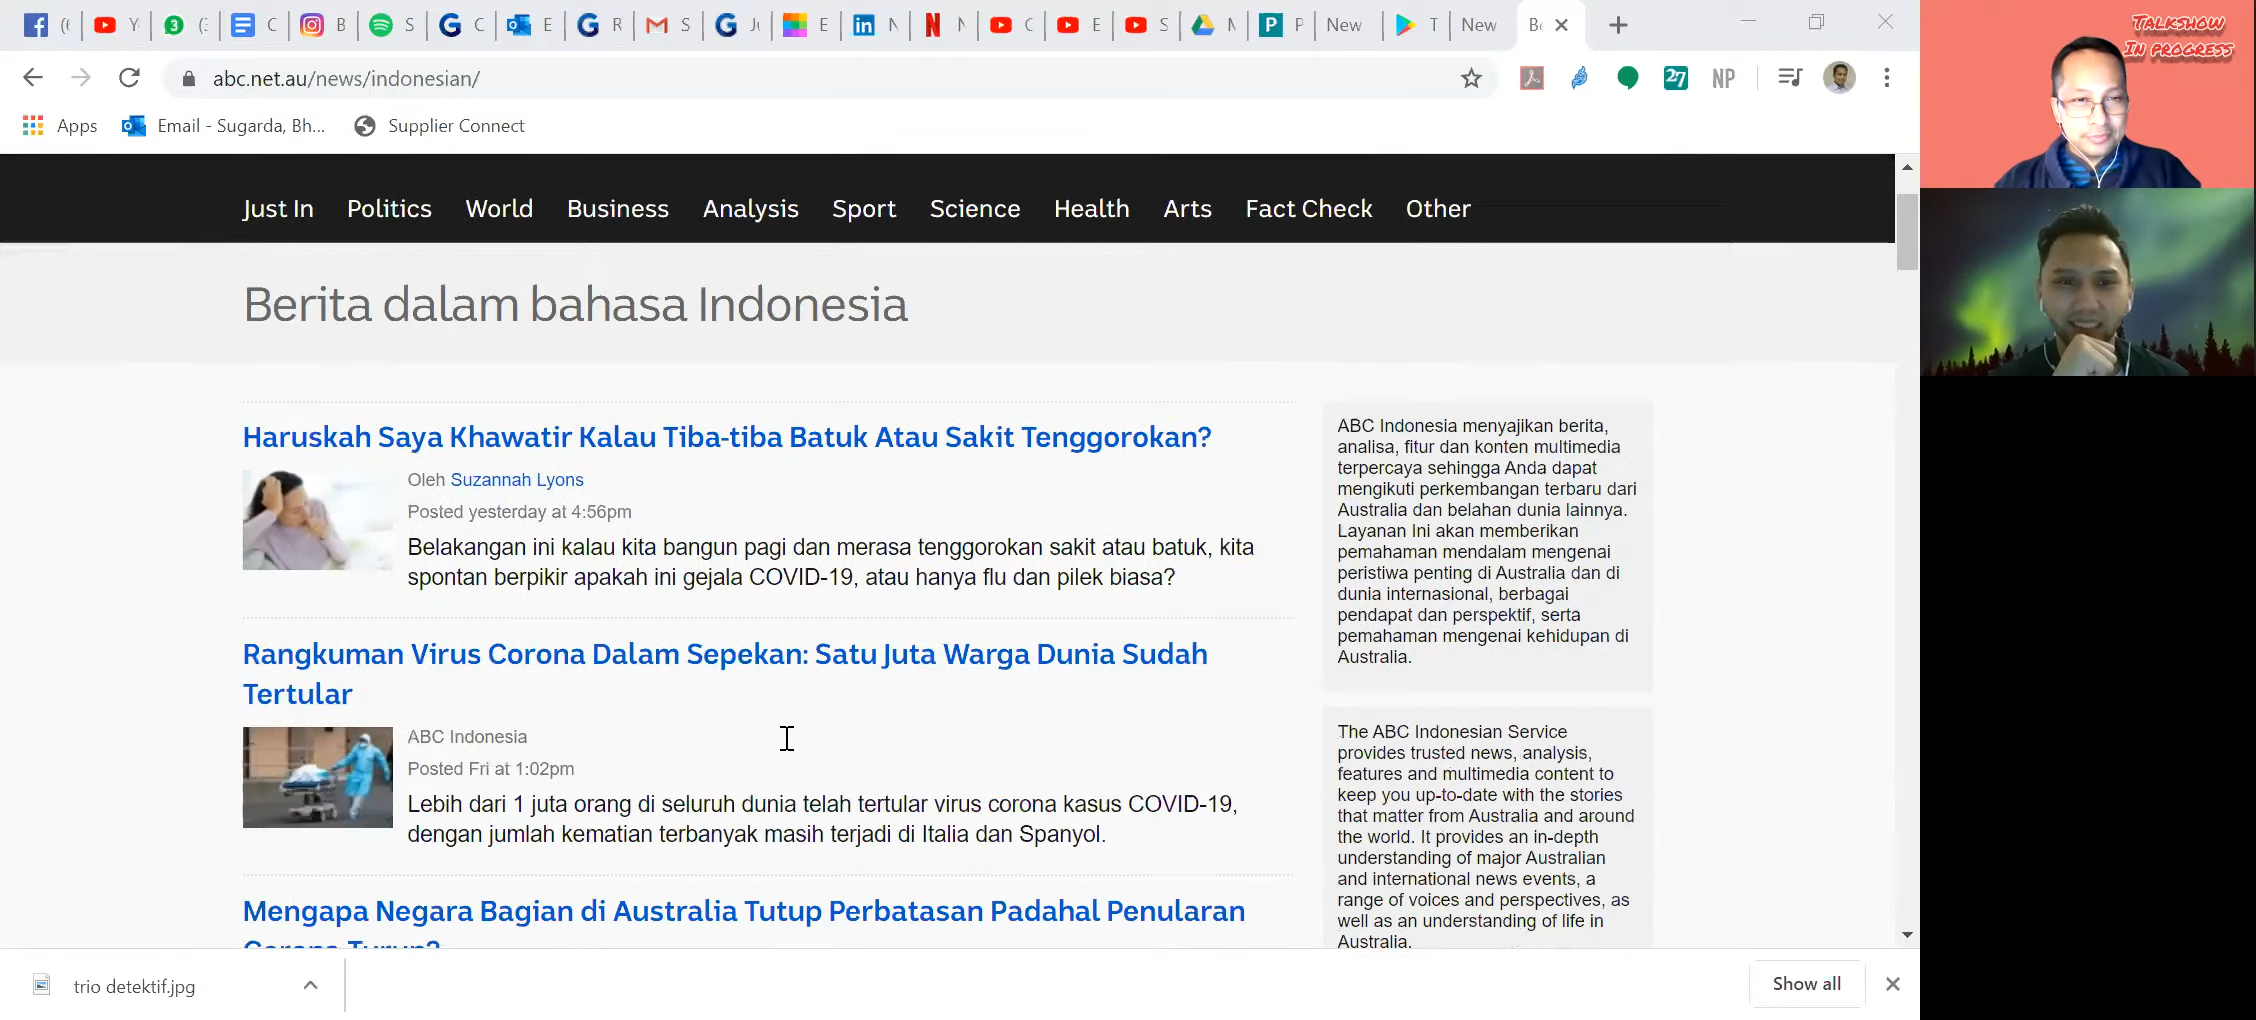 Talkshow
In progress
New
New
abc.net.au/news/indonesian/
Apps
Email - Sugarda, Bh...
Supplier Connect
NP
Just In Politics World Business Analysis Sport Science Health Arts Fact Check Other
Berita dalam bahasa Indonesia
Haruskah Saya Khawatir Kalau Tiba-tiba Batuk Atau Sakit Tenggorokan?
Oleh Suzannah Lyons
Posted yesterday at 4:56pm
Belakangan ini kalau kita bangun pagi dan merasa tenggorokan sakit atau batuk, kita
spontan berpikir apakah ini gejala COVID-19, atau hanya flu dan pilek biasa?
Rangkuman Virus Corona Dalam Sepekan: Satu Juta Warga Dunia Sudah
Tertular
ABC Indonesia
Posted Fri at 1:02pm
Lebih dari 1 juta orang di seluruh dunia telah tertular virus corona kasus COVID-19,
dengan jumlah kematian terbanyak masih terjadi di Italia dan Spanyol.
Mengapa Negara Bagian di Australia Tutup Perbatasan Padahal Penularan
Corona Turun?
ABC Indonesia menyajikan berita,
analisa, fitur dan konten multimedia
terpercaya sehingga Anda dapat
mengikuti perkembangan terbaru dari
Australia dan belahan dunia lainnya.
Layanan Ini akan memberikan
pemahaman mendalam mengenai
peristiwa penting di Australia dan di
dunia internasional, berbagai
pendapat dan perspektif, serta
pemahaman mengenai kehidupan di
Australia.
The ABC Indonesian Service
provides trusted news, analysis,
features and multimedia content to
keep you up-to-date with the stories
that matter from Australia and around
the world. It provides an in-depth
understanding of major Australian
and international news events, a
range of voices and perspectives, as
well as an understanding of life in
Australia.
trio detektif.jpg
Show all